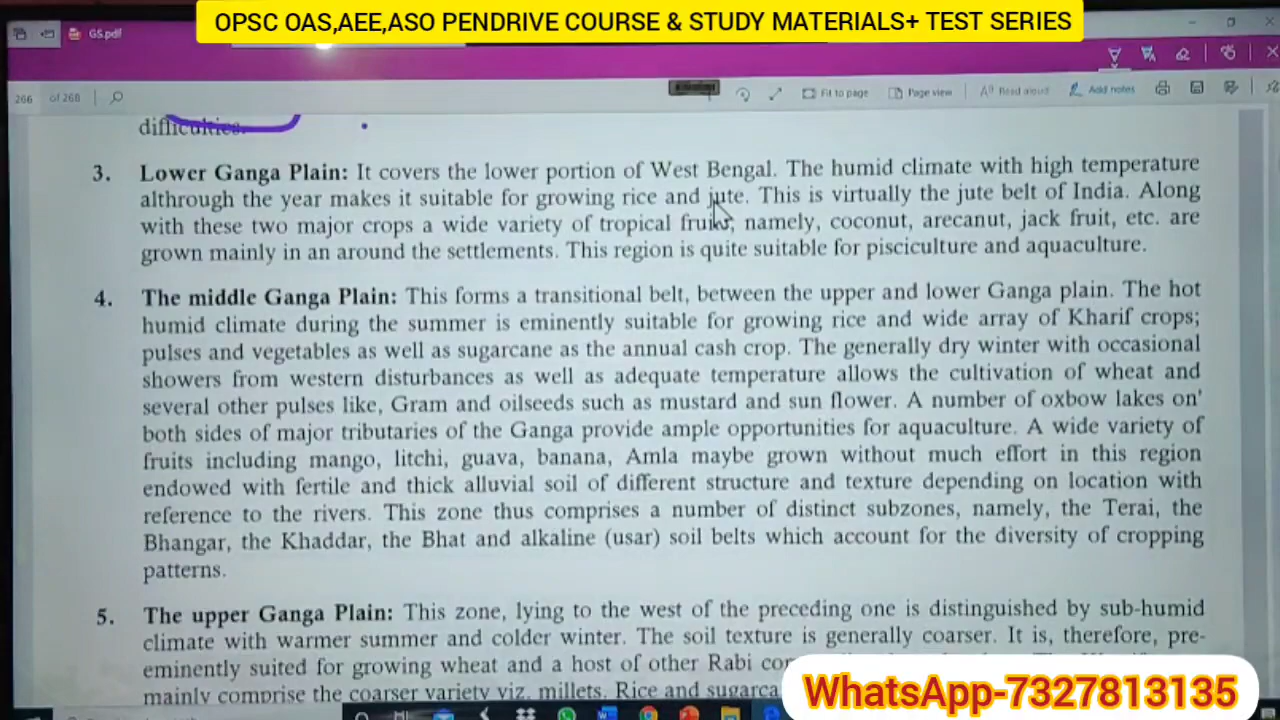 OPSC OAS,AEE,ASO PENDRIVE COURSE & STUDY MATERIALS+ TEST SERIES
GS.pdf
266 of 268 Fit to page Page view Read aloud Add notes
difficulties.
3. Lower Ganga Plain: It covers the lower portion of West Bengal. The humid climate with high temperature
althrough the year makes it suitable for growing rice and jute. This is virtually the jute belt of India. Along
with these two major crops a wide variety of tropical fruits, namely, coconut, arecanut, jack fruit, etc. are
grown mainly in an around the settlements. This region is quite suitable for pisciculture and aquaculture.
4. The middle Ganga Plain: This forms a transitional belt, between the upper and lower Ganga plain. The hot
humid climate during the summer is eminently suitable for growing rice and wide array of Kharif crops;
pulses and vegetables as well as sugarcane as the annual cash crop. The generally dry winter with occasional
showers from western disturbances as well as adequate temperature allows the cultivation of wheat and
several other pulses like, Gram and oilseeds such as mustard and sun flower. A number of oxbow lakes on'
both sides of major tributaries of the Ganga provide ample opportunities for aquaculture. A wide variety of
fruits including mango, litchi, guava, banana, Amla maybe grown without much effort in this region
endowed with fertile and thick alluvial soil of different structure and texture depending on location with
reference to the rivers. This zone thus comprises a number of distinct subzones, namely, the Terai, the
Bhangar, the Khaddar, the Bhat and alkaline (usar) soil belts which account for the diversity of cropping
patterns.
5. The upper Ganga Plain: This zone, lying to the west of the preceding one is distinguished by sub-humid
climate with warmer summer and colder winter. The soil texture is generally coarser. It is, therefore, pre-
eminently suited for growing wheat and a host of other Rabi
mainly comprise the coarser variety viz. millets. Rice and
WhatsApp-7327813135